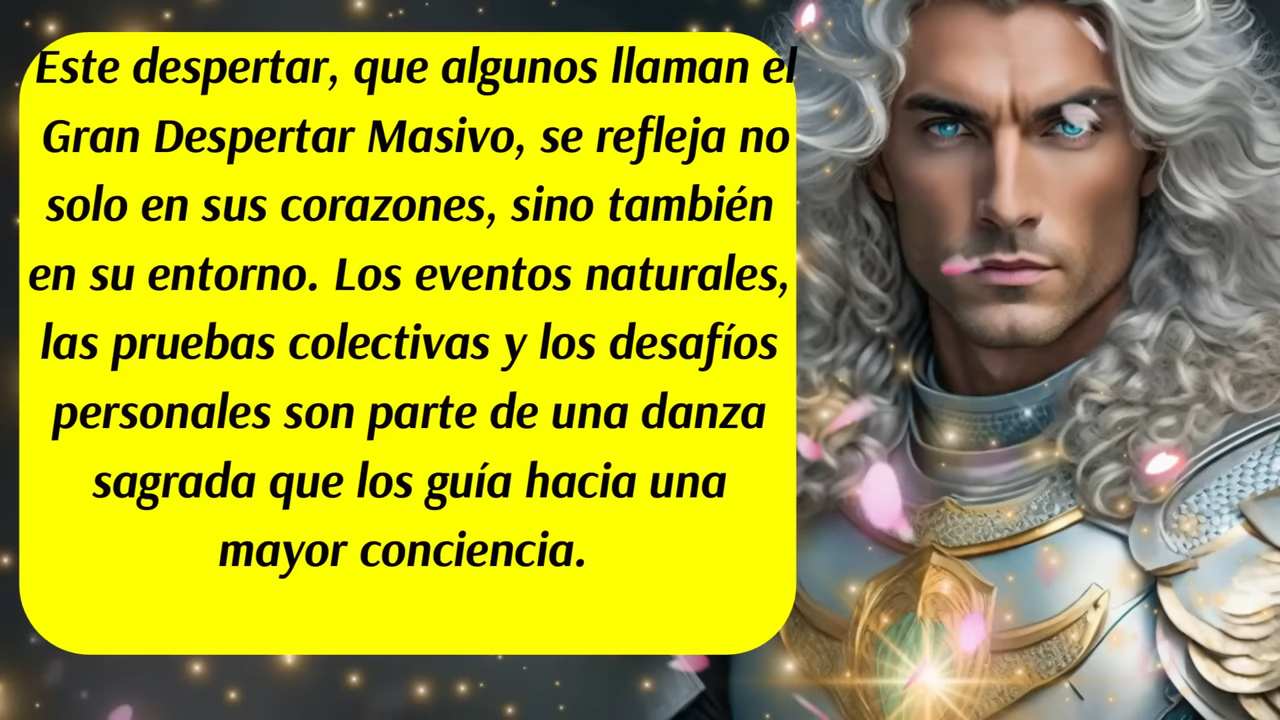 Este despertar, que algunos llaman el
Gran Despertar Masivo, se refleja no
solo en sus corazones, sino también
en su entorno. Los eventos naturales,
las pruebas colectivas y los desafíos
personales son parte de una danza
sagrada que los guía hacia una
mayor conciencia.